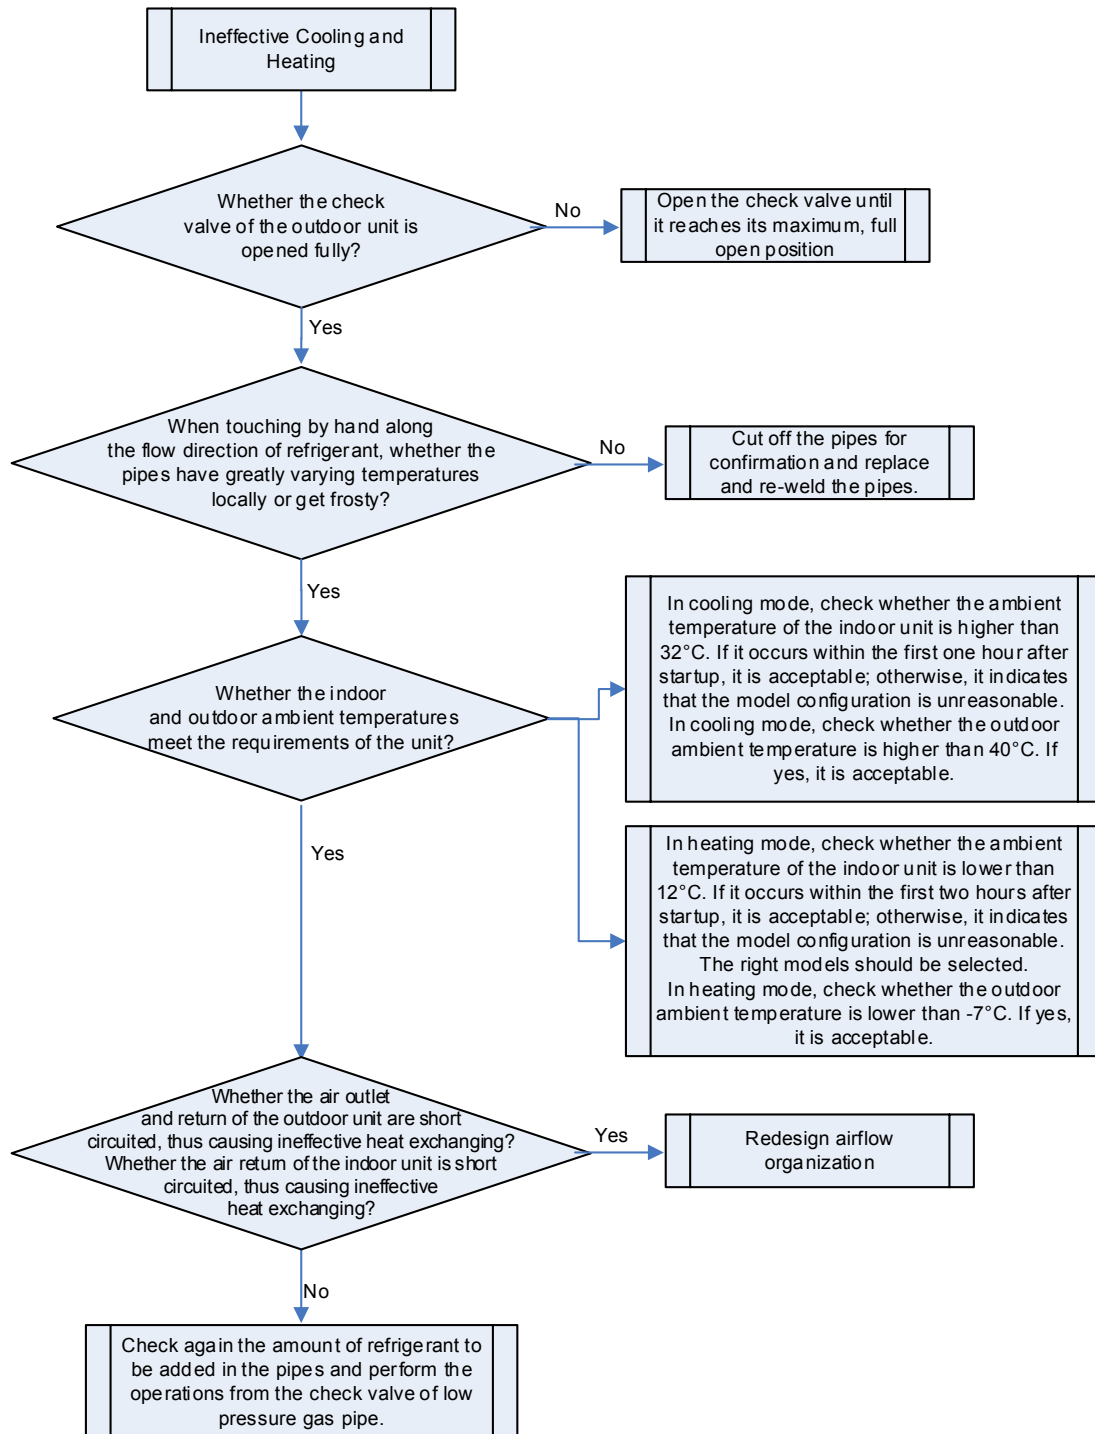 Ineffective Cooling and
Heating
Whether the check
valve of the outdoor unit is
opened fully?
No
Open the check valve until
it reaches its maximum, full
open position
Yes
When touching by hand along
the flow direction of refrigerant, whether the
pipes have greatly varying temperatures
locally or get frosty?
No
Cut off the pipes for
confirmation and replace
and re-weld the pipes.
Yes
Whether the indoor
and outdoor ambient temperatures
meet the requirements of the unit?
In cooling mode, check whether the ambient
temperature of the indoor unit is higher than
32°C. If it occurs within the first one hour after
startup, it is acceptable; otherwise, it indicates
that the model configuration is unreasonable.
In cooling mode, check whether the outdoor
ambient temperature is higher than 40°C. If
yes, it is acceptable.
In heating mode, check whether the ambient
temperature of the indoor unit is lower than
12°C. If it occurs within the first two hours after
startup, it is acceptable; otherwise, it indicates
that the model configuration is unreasonable.
The right models should be selected.
In heating mode, check whether the outdoor
ambient temperature is lower than -7°C. If yes,
it is acceptable.
Yes
Whether the air outlet
and return of the outdoor unit are short
circuited, thus causing ineffective heat exchanging?
Whether the air return of the indoor unit is short
circuited, thus causing ineffective
heat exchanging?
Yes
Redesign airflow
organization
No
Check again the amount of refrigerant to
be added in the pipes and perform the
operations from the check valve of low
pressure gas pipe.